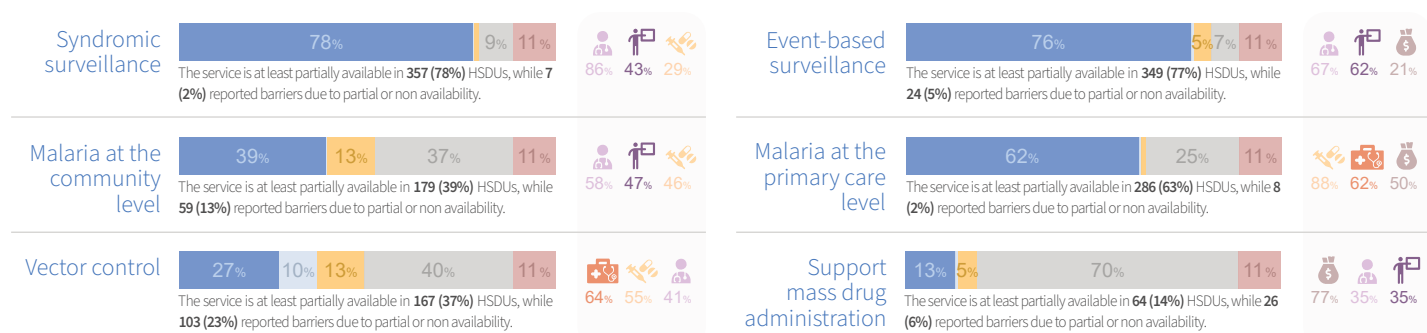 Syndromic
surveillance
78% 9% 11%
The service is at least partially available in 357 (78%) HSDUs, while 7
(2%) reported barriers due to partial or non availability.
86% 43% 29%
Event-based
surveillance
76% 5% 7% 11%
The service is at least partially available in 349 (77%) HSDUs, while
24 (5%) reported barriers due to partial or non availability.
67% 62% 21%
Malaria at the
community
level
39% 13% 37% 11%
The service is at least partially available in 179 (39%) HSDUs, while
59 (13%) reported barriers due to partial or non availability.
58% 47% 46%
Malaria at the
primary care
level
62% 25% 11%
The service is at least partially available in 286 (63%) HSDUs, while 8
(2%) reported barriers due to partial or non availability.
88% 62% 50%
Vector control
27% 10% 13% 40% 11%
The service is at least partially available in 167 (37%) HSDUs, while
103 (23%) reported barriers due to partial or non availability.
64% 55% 41%
Support
mass drug
administration
13% 5% 70% 11%
The service is at least partially available in 64 (14%) HSDUs, while 26
(6%) reported barriers due to partial or non availability.
77% 35% 35%